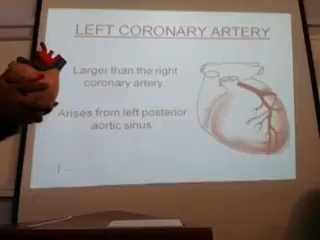 LEFT CORONARY ARTERY
Larger than the right
coronary artery
Arises from left posterior
aortic sinus